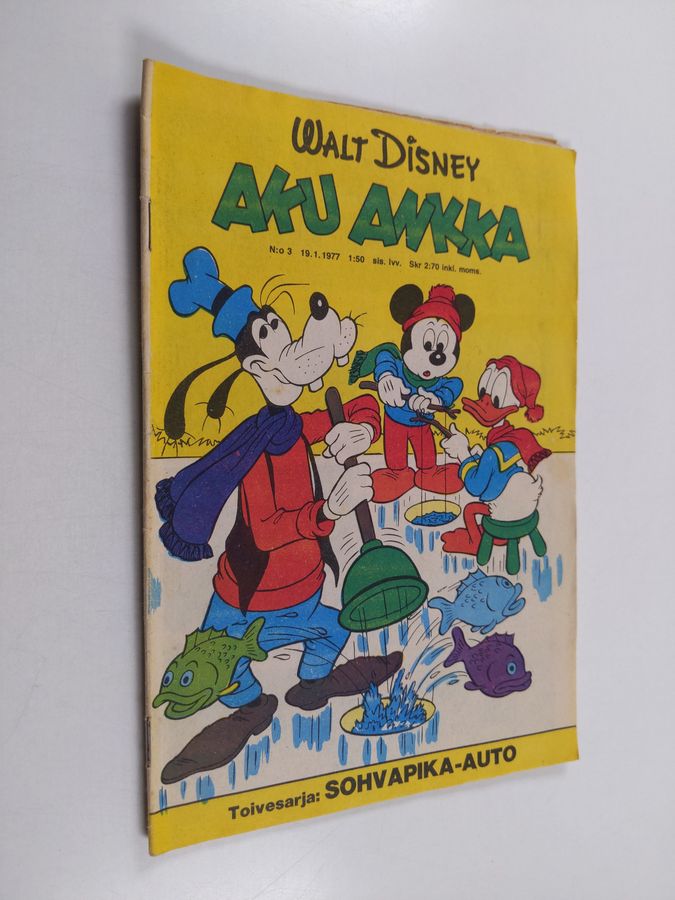 WALT DISNEY
AKU ANKKA
N:o 3 19.1.1977 1:50 sis. lvv. Skr 2:70 inkl. moms.
Toivesarja: SOHVAPIKA-AUTO